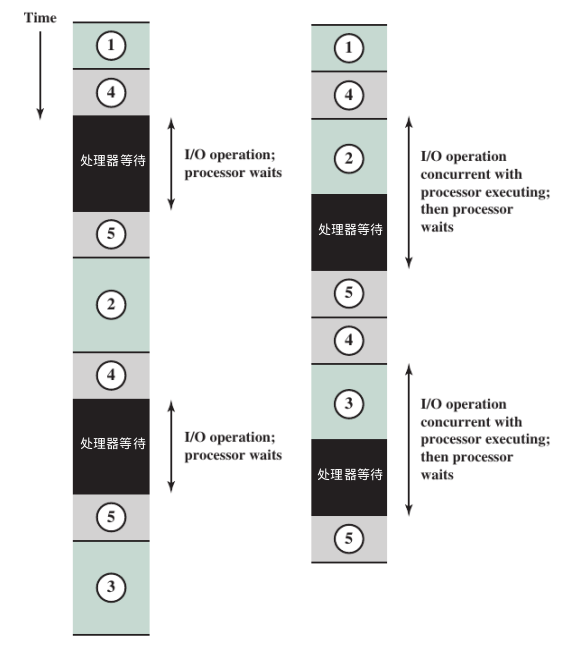 Time
1
4
处理器等待
I/O operation;
processor waits
5
2
4
处理器等待
I/O operation;
processor waits
5
3
1
4
2
I/O operation
concurrent with
processor executing;
then processor
waits
处理器等待
5
4
3
I/O operation
concurrent with
processor executing;
then processor
waits
处理器等待
5